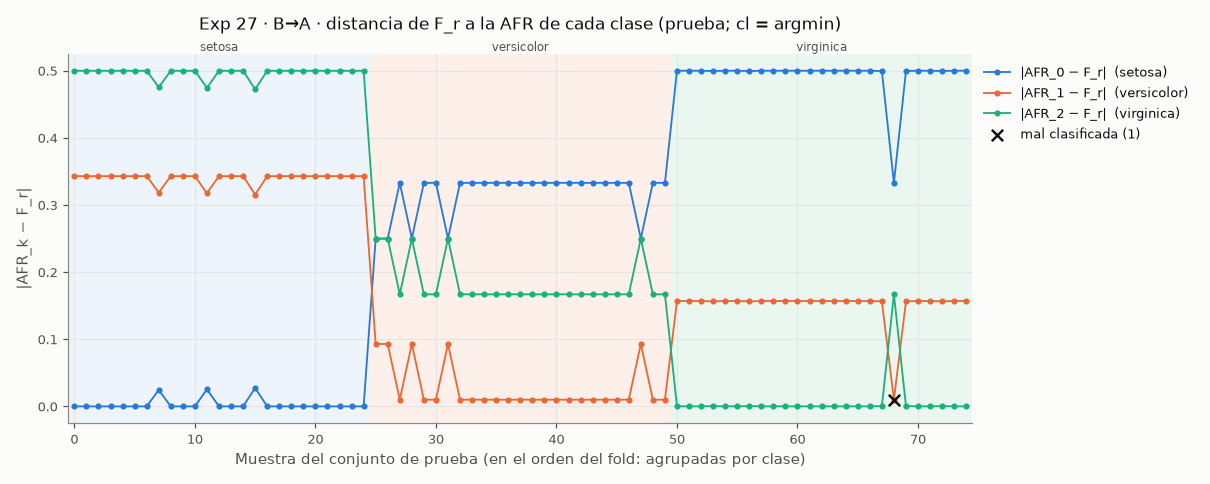 Exp 27 · B→A · distancia de F_r a la AFR de cada clase (prueba; cl = argmin)
setosa versicolor virginica
|AFR_0 − F_r| (setosa)
|AFR_1 − F_r| (versicolor)
|AFR_2 − F_r| (virginica)
mal clasificada (1)
|AFR_k − F_r|
0.5
0.4
0.3
0.2
0.1
0.0
0 10 20 30 40 50 60 70
Muestra del conjunto de prueba (en el orden del fold: agrupadas por clase)